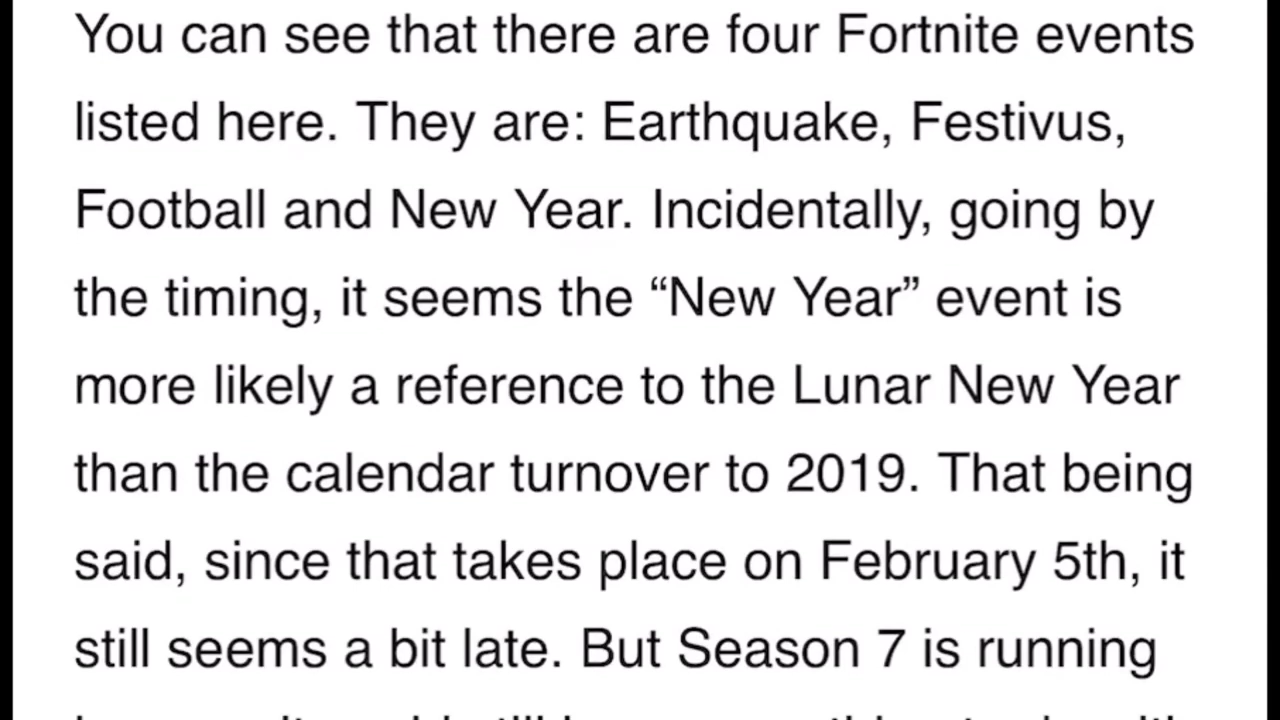 You can see that there are four Fortnite events
listed here. They are: Earthquake, Festivus,
Football and New Year. Incidentally, going by
the timing, it seems the “New Year” event is
more likely a reference to the Lunar New Year
than the calendar turnover to 2019. That being
said, since that takes place on February 5th, it
still seems a bit late. But Season 7 is running